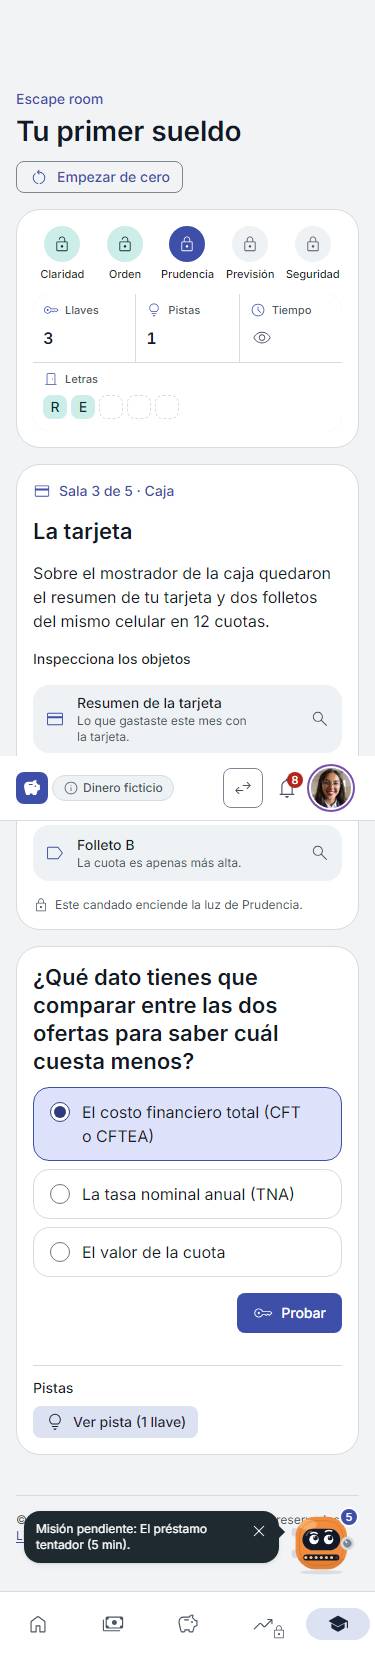 Escape room
Tu primer sueldo
Empezar de cero
Claridad Orden Prudencia Previsión Seguridad
Llaves Pistas Tiempo
3 1
Letras
R E
Sala 3 de 5 · Caja
La tarjeta
Sobre el mostrador de la caja quedaron
el resumen de tu tarjeta y dos folletos
del mismo celular en 12 cuotas.
Inspecciona los objetos
Resumen de la tarjeta
Lo que gastaste este mes con
la tarjeta.
Dinero ficticio
8
Folleto B
La cuota es apenas más alta.
Este candado enciende la luz de Prudencia.
¿Qué dato tienes que
comparar entre las dos
ofertas para saber cuál
cuesta menos?
El costo financiero total (CFT
o CFTEA)
La tasa nominal anual (TNA)
El valor de la cuota
Probar
Pistas
Ver pista (1 llave)
Misión pendiente: El préstamo
tentador (5 min).
5